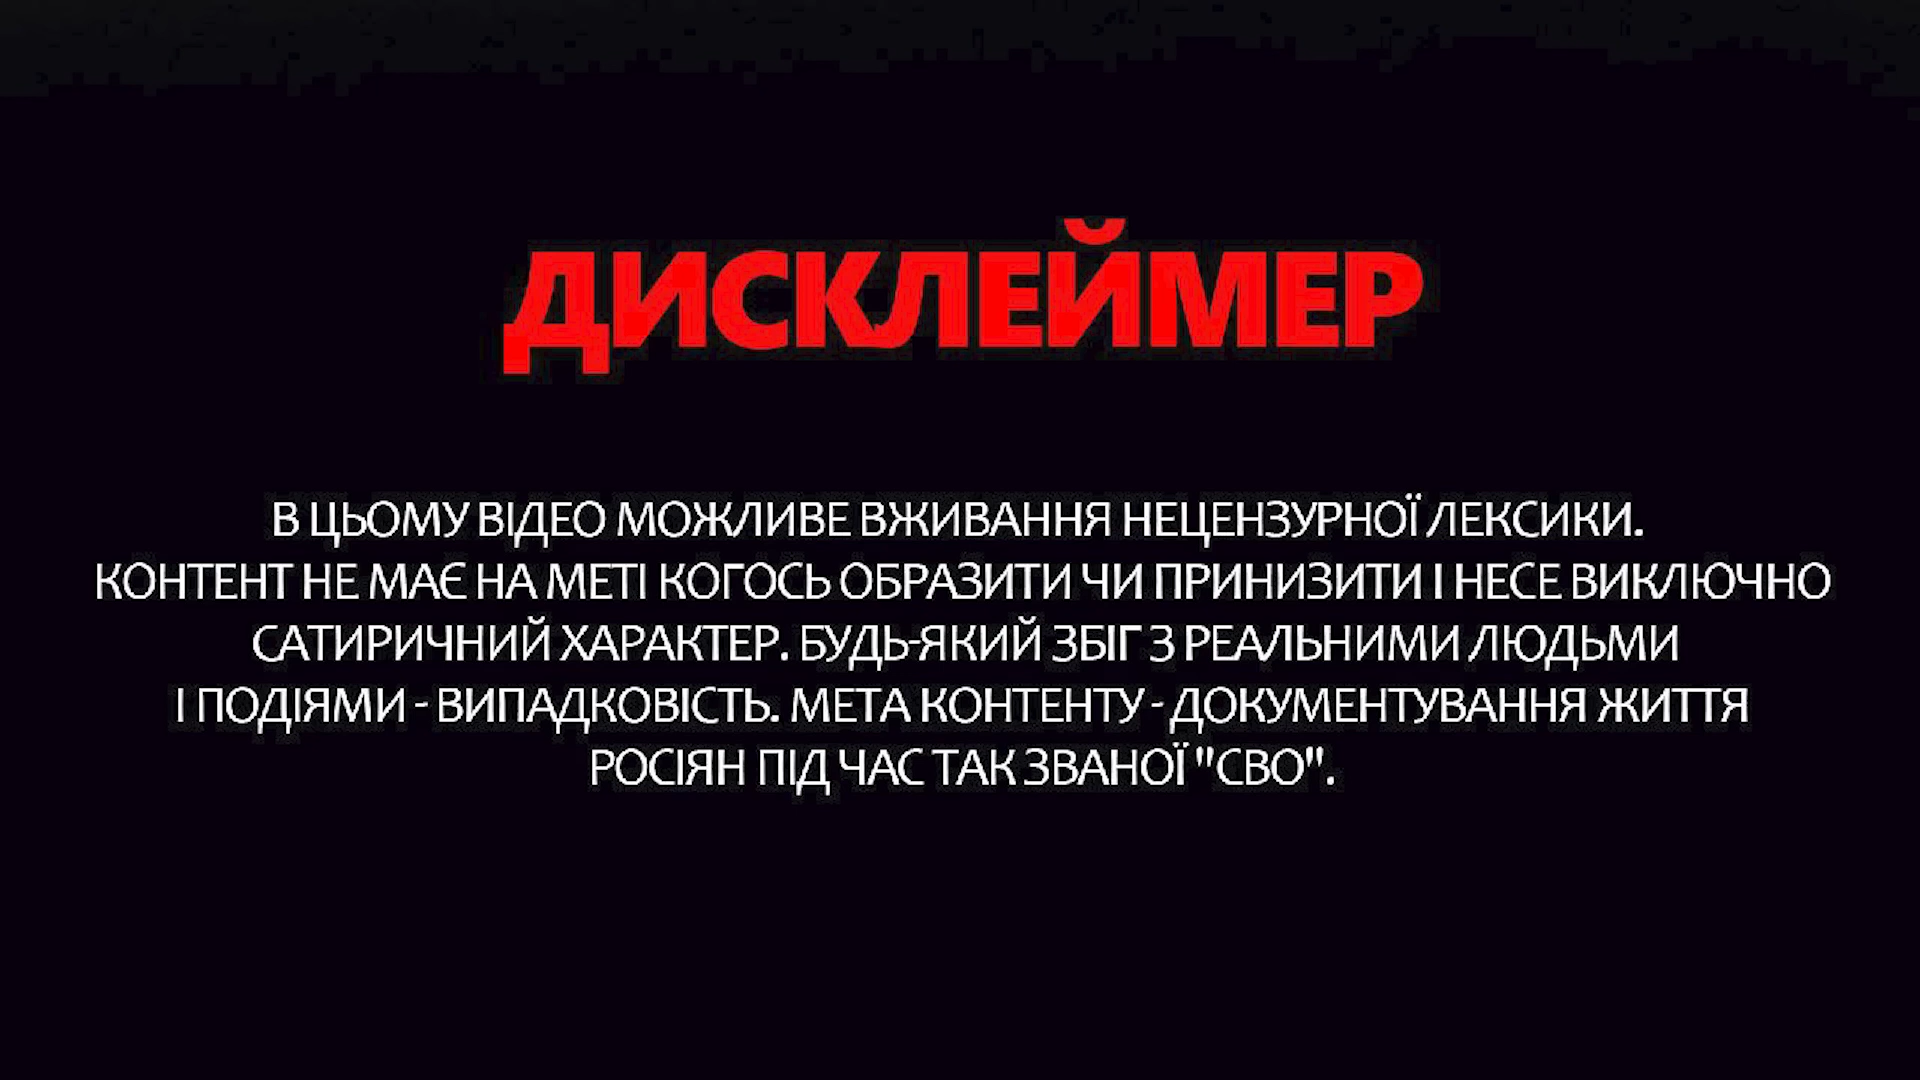 ДИСКЛЕЙМЕР
В ЦЬОМУ ВІДЕО МОЖЛИВЕ ВЖИВАННЯ НЕЦЕНЗУРНОЇ ЛЕКСИКИ.
КОНТЕНТ НЕ МАЄ НА МЕТІ КОГОСЬ ОБРАЗИТИ ЧИ ПРИНИЗИТИ І НЕСЕ ВИКЛЮЧНО
САТИРИЧНИЙ ХАРАКТЕР. БУДЬ-ЯКИЙ ЗБІГ З РЕАЛЬНИМИ ЛЮДЬМИ
І ПОДІЯМИ - ВИПАДКОВІСТЬ. МЕТА КОНТЕНТУ - ДОКУМЕНТУВАННЯ ЖИТТЯ
РОСІЯН ПІД ЧАС ТАК ЗВАНОЇ "СВО".